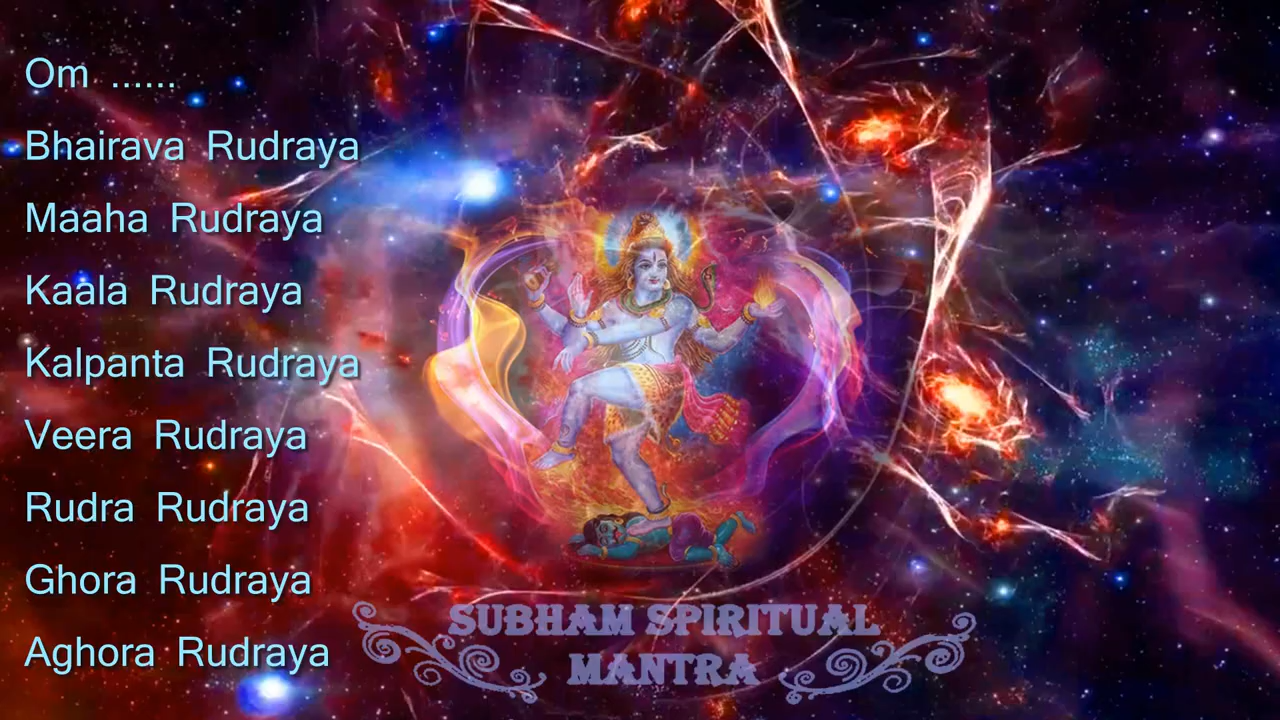 Om ......
Bhairava Rudraya
Maaha Rudraya
Kaala Rudraya
Kalpanta Rudraya
Veera Rudraya
Rudra Rudraya
Ghora Rudraya
Aghora Rudraya
SUBHAM SPIRITUAL
MANTRA